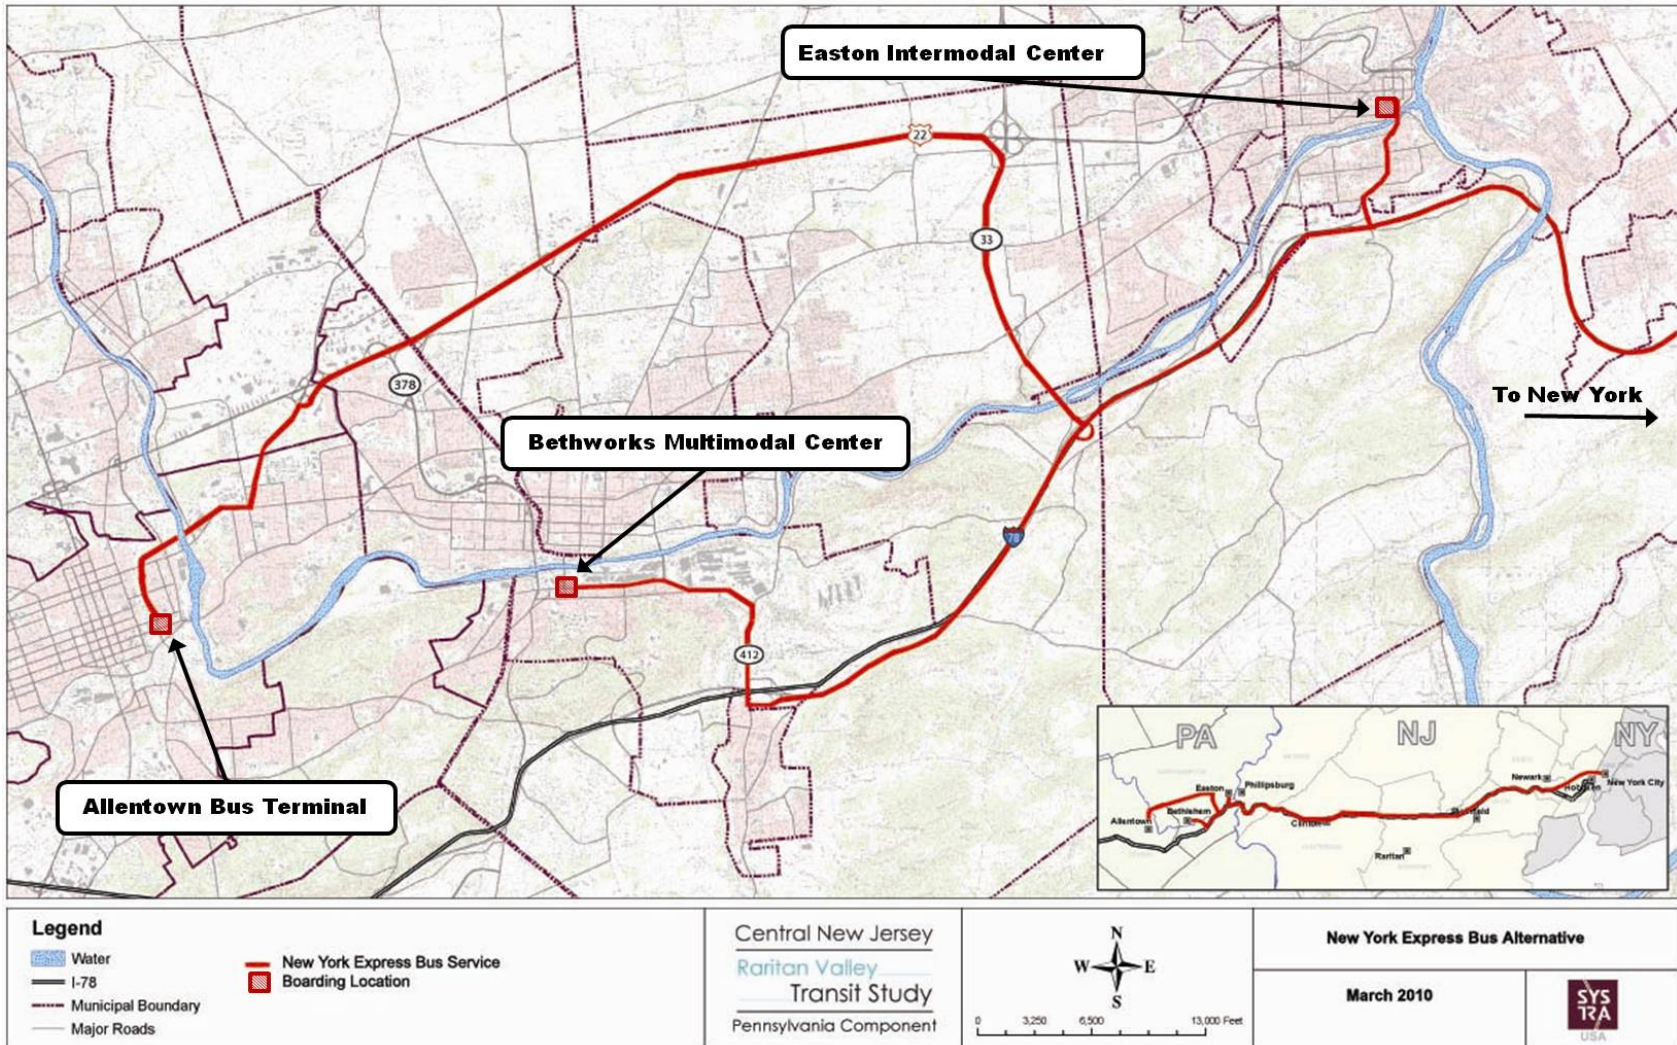 Easton Intermodal Center
22
33
378
To New York
Bethworks Multimodal Center
78
412
Allentown Bus Terminal
PA
NJ
NY
Easton
Phillipsburg
Newark
New York City
Bethlehem
Allentown
Raritan
Legend
Water
I-78
Municipal Boundary
Major Roads
New York Express Bus Service
Boarding Location
Central New Jersey
Raritan Valley
Transit Study
Pennsylvania Component
N
W E
S
0 3,250 6,500 13,000 Feet
New York Express Bus Alternative
March 2010
SYS
TRA
USA